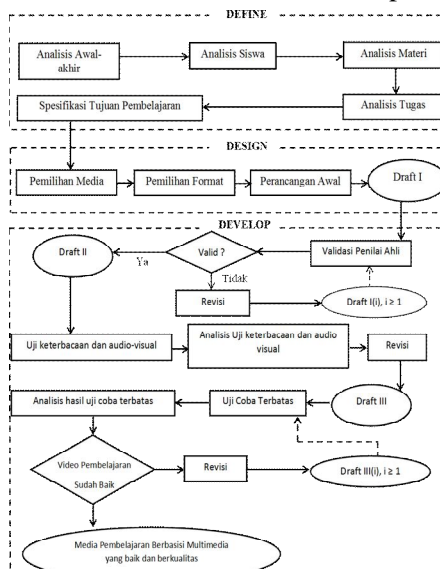 DEFINE
Analisis Awal-
akhir
Analisis Siswa
Analisis Materi
Spesifikasi Tujuan Pembelajaran
Analisis Tugas
DESIGN
Pemilihan Media
Pemilihan Format
Perancangan Awal
Draft I
DEVELOP
Draft II
Ya
Valid ?
Validasi Penilai Ahli
Tidak
Revisi
Draft I(i), i ≥ 1
Uji keterbacaan dan audio-visual
Analisis Uji keterbacaan dan audio
visual
Revisi
Analisis hasil uji coba terbatas
Uji Coba Terbatas
Draft III
Video Pembelajaran
Sudah Baik
Revisi
Draft III(i), i ≥ 1
Media Pembelajaran Berbasisi Multimedia
yang baik dan berkualitas